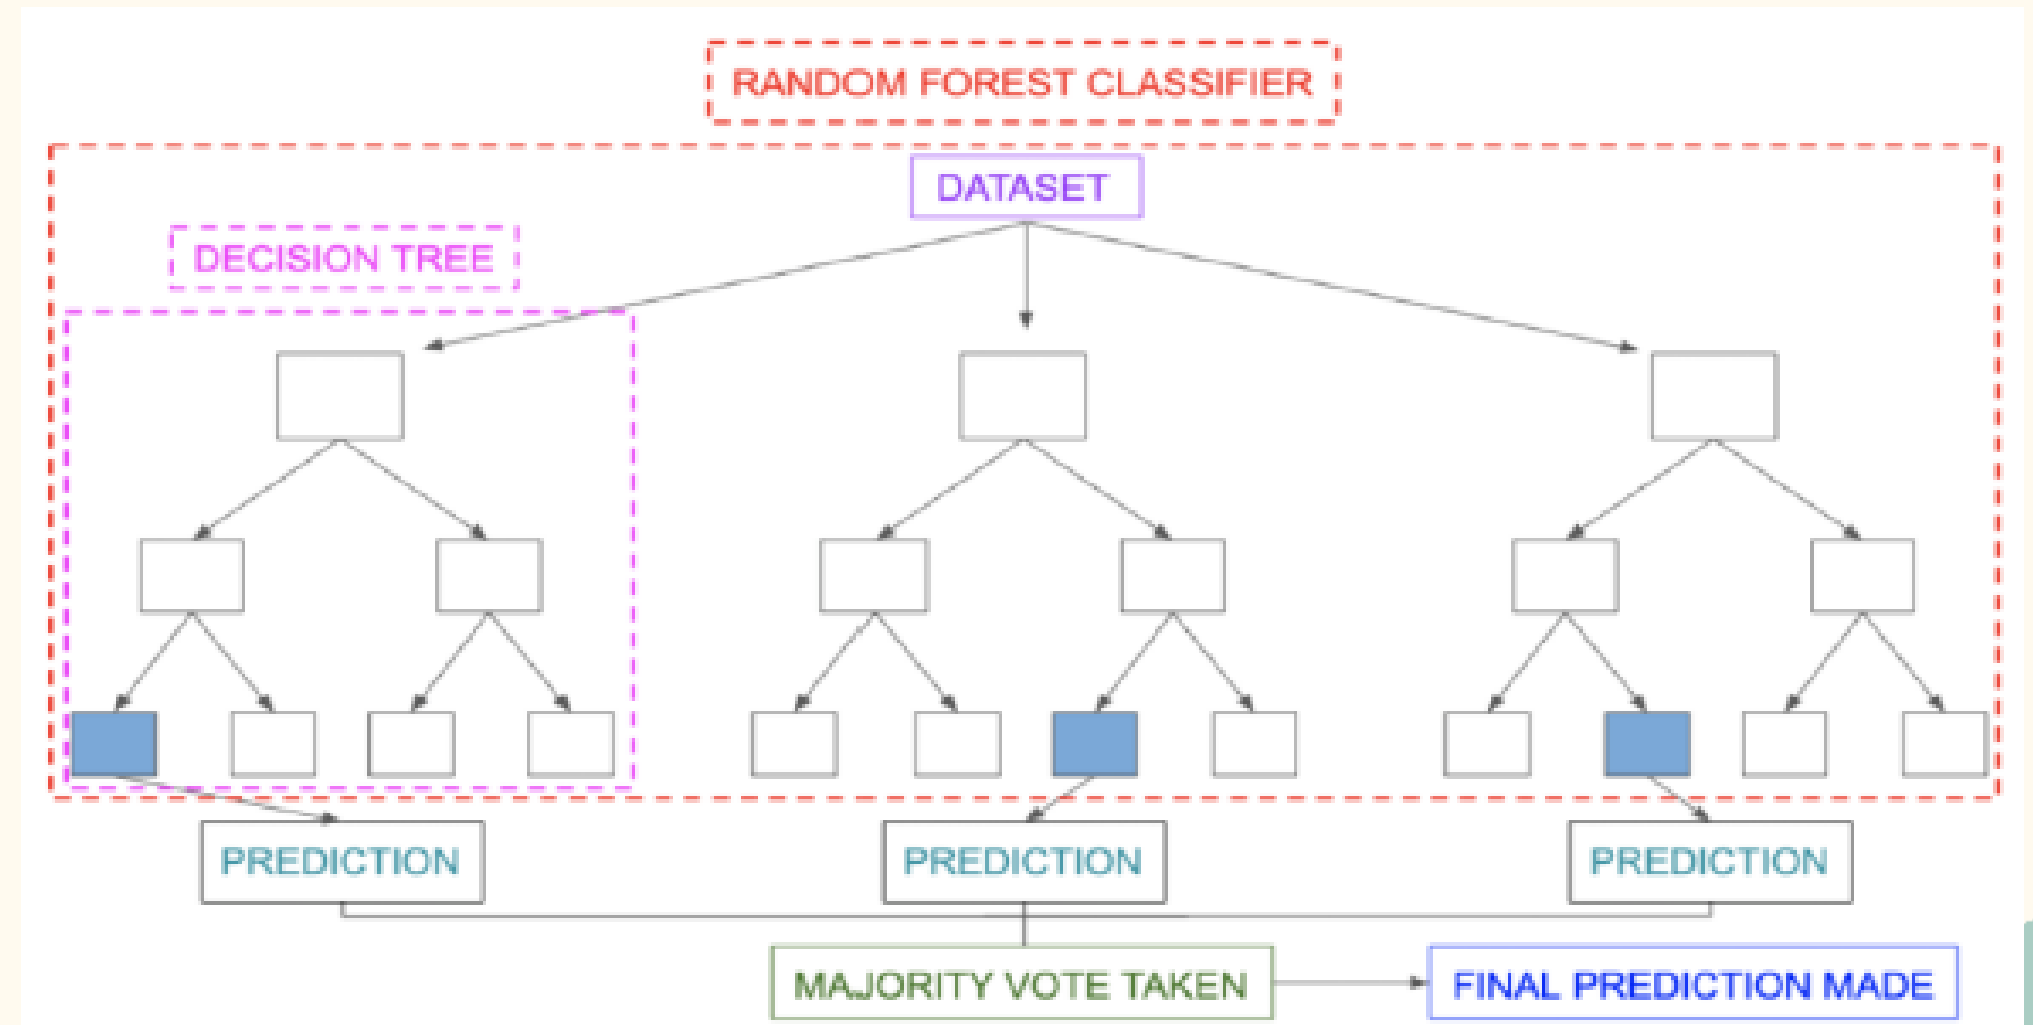 RANDOM FOREST CLASSIFIER
DATASET
DECISION TREE
PREDICTION
PREDICTION
PREDICTION
MAJORITY VOTE TAKEN
FINAL PREDICTION MADE